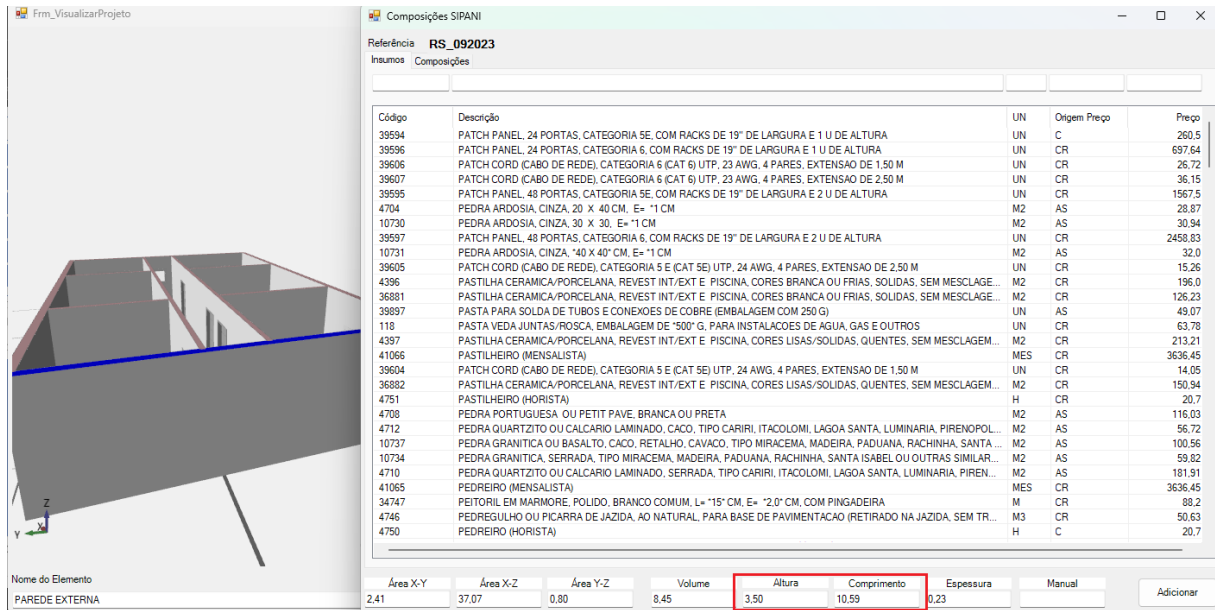 Frm_VisualizarProjeto
Composições SIPANI
Referência RS_092023
Insumos Composições
Código Descrição UN Origem Preço Preço
39594 PATCH PANEL, 24 PORTAS, CATEGORIA 5E, COM RACKS DE 19" DE LARGURA E 1 U DE ALTURA UN C 260,5
39596 PATCH PANEL, 24 PORTAS, CATEGORIA 6, COM RACKS DE 19" DE LARGURA E 1 U DE ALTURA UN CR 697,64
39606 PATCH CORD (CABO DE REDE), CATEGORIA 6 (CAT 6) UTP, 23 AWG, 4 PARES, EXTENSAO DE 1,50 M UN CR 26,72
39607 PATCH CORD (CABO DE REDE), CATEGORIA 6 (CAT 6) UTP, 23 AWG, 4 PARES, EXTENSAO DE 2,50 M UN CR 36,15
39595 PATCH PANEL, 48 PORTAS, CATEGORIA 5E, COM RACKS DE 19" DE LARGURA E 2 U DE ALTURA UN CR 1567,5
4704 PEDRA ARDOSIA, CINZA, 20 X 40 CM, E= *1 CM M2 AS 28,87
10730 PEDRA ARDOSIA, CINZA, 30 X 30, E= *1 CM M2 AS 30,94
39597 PATCH PANEL, 48 PORTAS, CATEGORIA 6, COM RACKS DE 19" DE LARGURA E 2 U DE ALTURA UN CR 2458,83
10731 PEDRA ARDOSIA, CINZA, *40 X 40* CM, E= *1 CM M2 AS 32,0
39605 PATCH CORD (CABO DE REDE), CATEGORIA 5 E (CAT 5E) UTP, 24 AWG, 4 PARES, EXTENSAO DE 2,50 M UN CR 15,26
4396 PASTILHA CERAMICA/PORCELANA, REVEST INT/EXT E PISCINA, CORES BRANCA OU FRIAS, SOLIDAS, SEM MESCLAGE... M2 CR 196,0
36881 PASTILHA CERAMICA/PORCELANA, REVEST INT/EXT E PISCINA, CORES BRANCA OU FRIAS, SOLIDAS, SEM MESCLAGE... M2 CR 126,23
39897 PASTA PARA SOLDA DE TUBOS E CONEXOES DE COBRE (EMBALAGEM COM 250 G) UN AS 49,07
118 PASTA VEDA JUNTAS/ROSCA, EMBALAGEM DE *500* G, PARA INSTALACOES DE AGUA, GAS E OUTROS UN CR 63,78
4397 PASTILHA CERAMICA/PORCELANA, REVEST INT/EXT E PISCINA, CORES LISAS/SOLIDAS, QUENTES, SEM MESCLAGEM... M2 CR 213,21
41066 PASTILHEIRO (MENSALISTA) MES CR 3636,45
39604 PATCH CORD (CABO DE REDE), CATEGORIA 5 E (CAT 5E) UTP, 24 AWG, 4 PARES, EXTENSAO DE 1,50 M UN CR 14,05
36882 PASTILHA CERAMICA/PORCELANA, REVEST INT/EXT E PISCINA, CORES LISAS/SOLIDAS, QUENTES, SEM MESCLAGEM... M2 CR 150,94
4751 PASTILHEIRO (HORISTA) H CR 20,7
4708 PEDRA PORTUGUESA OU PETIT PAVE, BRANCA OU PRETA M2 AS 116,03
4712 PEDRA QUARTZITO OU CALCARIO LAMINADO, CACO, TIPO CARIRI, ITACOLOMI, LAGOA SANTA, LUMINARIA, PIRENOPOL... M2 AS 56,72
10737 PEDRA GRANITICA OU BASALTO, CACO, RETALHO, CAVACO, TIPO MIRACEMA, MADEIRA, PADUANA, RACHINHA, SANTA ... M2 AS 100,56
10734 PEDRA GRANITICA, SERRADA, TIPO MIRACEMA, MADEIRA, PADUANA, RACHINHA, SANTA ISABEL OU OUTRAS SIMILAR... M2 AS 59,82
4710 PEDRA QUARTZITO OU CALCARIO LAMINADO, SERRADA, TIPO CARIRI, ITACOLOMI, LAGOA SANTA, LUMINARIA, PIREN... M2 AS 181,91
41065 PEDREIRO (MENSALISTA) MES CR 3636,45
34747 PEITORIL EM MARMORE, POLIDO, BRANCO COMUM, L= *15* CM, E= *2,0* CM, COM PINGADEIRA M CR 88,2
4746 PEDREGULHO OU PICARRA DE JAZIDA, AO NATURAL, PARA BASE DE PAVIMENTACAO (RETIRADO NA JAZIDA, SEM TR... M3 CR 50,63
4750 PEDREIRO (HORISTA) H C 20,7
Z
Y X
Nome do Elemento
PAREDE EXTERNA
Área X-Y Área X-Z Área Y-Z Volume Altura Comprimento Espessura Manual
2,41 37,07 0,80 8,45 3,50 10,59 0,23
Adicionar